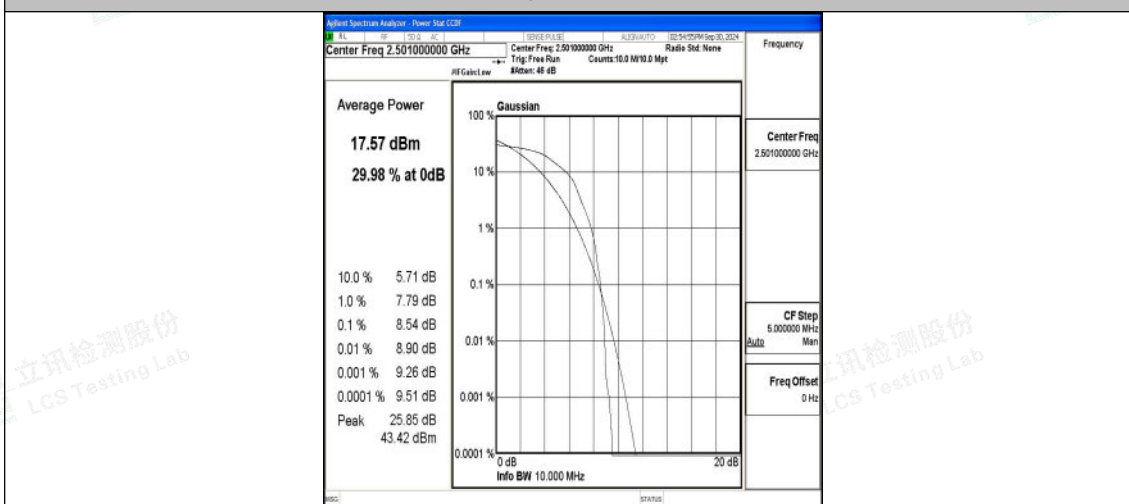 Agilent Spectrum Analyzer - Power Stat CCDF
RL RF 50 Ω AC SENSE:PULSE ALIGNAUTO 02:54:55PM Sep 30, 2024
Center Freq 2.501000000 GHz
Center Freq: 2.501000000 GHz Radio Std: None
Trig: Free Run Counts:10.0 M/10.0 Mpt
#IFGain:Low #Atten: 46 dB
Frequency
Average Power
17.57 dBm
29.98 % at 0dB
10.0 % 5.71 dB
1.0 % 7.79 dB
0.1 % 8.54 dB
0.01 % 8.90 dB
0.001 % 9.26 dB
0.0001 % 9.51 dB
Peak 25.85 dB
43.42 dBm
Gaussian
100 %
10 %
1 %
0.1 %
0.01 %
0.001 %
0.0001 %
0 dB 20 dB
Info BW 10.000 MHz
Center Freq
2.501000000 GHz
CF Step
5.000000 MHz
Auto Man
Freq Offset
0 Hz
MSG STATUS
立讯检测股份
LCS Testing Lab
立讯检测股份
LCS Testing Lab